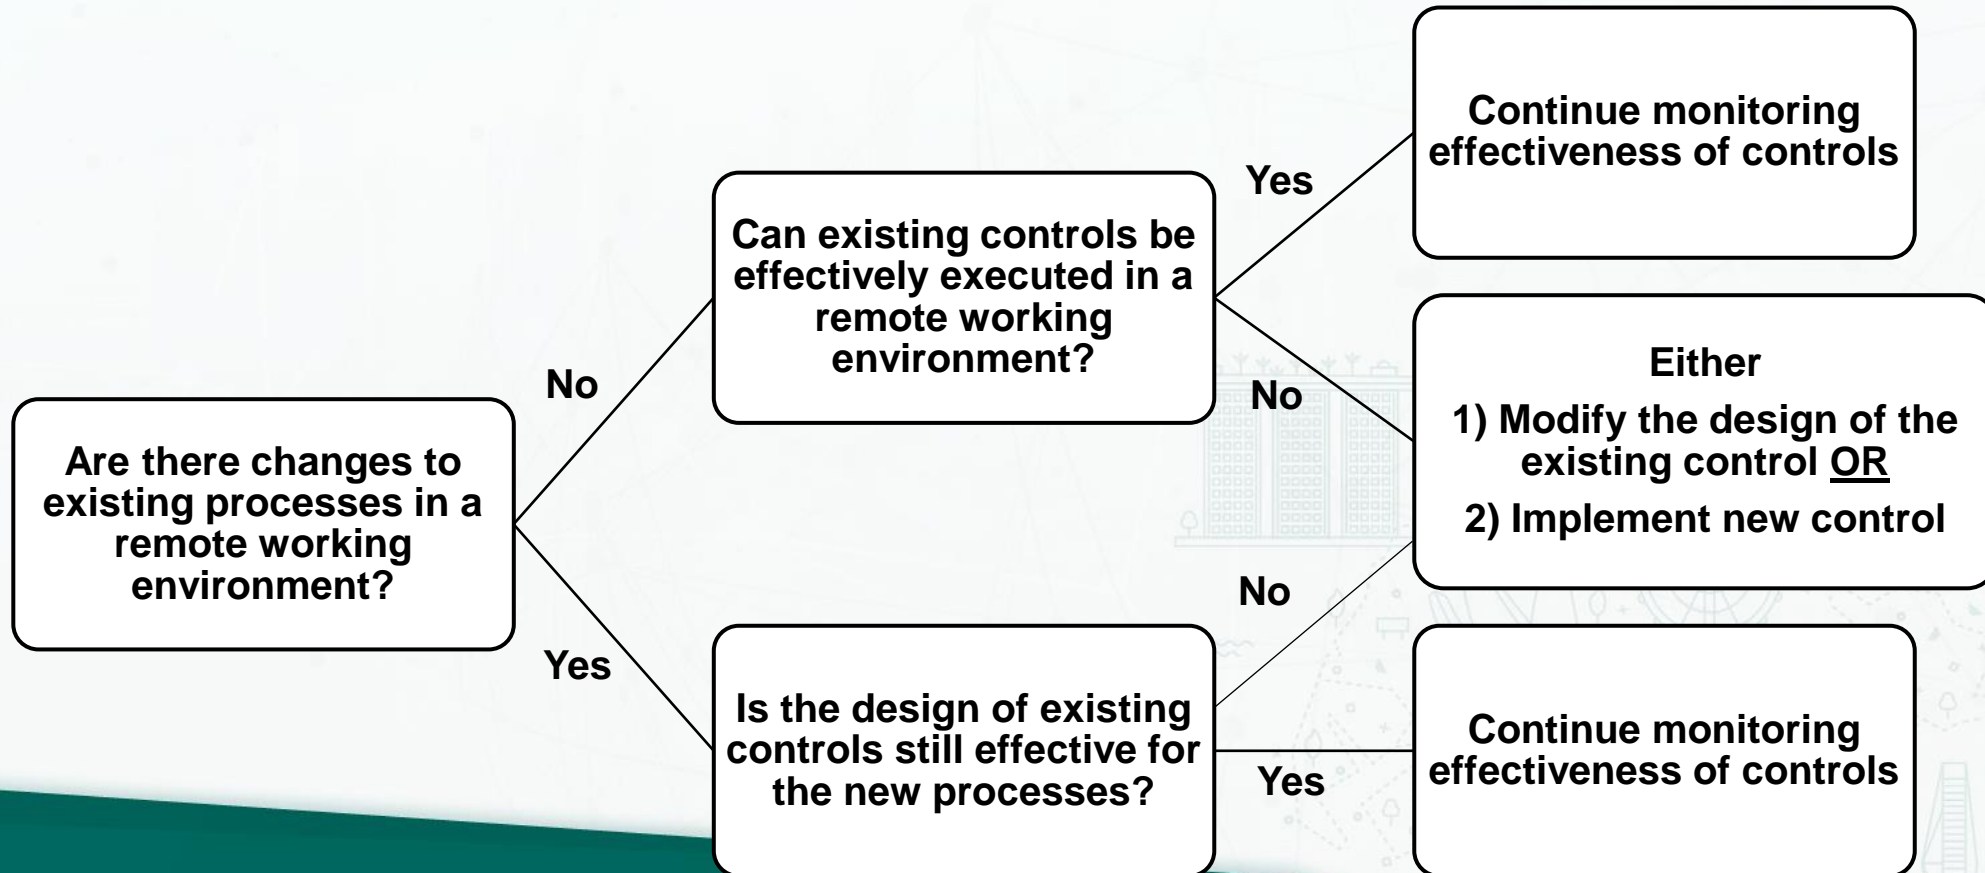 Are there changes to
existing processes in a
remote working
environment?
No
Yes
Can existing controls be
effectively executed in a
remote working
environment?
Yes
No
Is the design of existing
controls still effective for
the new processes?
No
Yes
Continue monitoring
effectiveness of controls
Either
1) Modify the design of the
existing control OR
2) Implement new control
Continue monitoring
effectiveness of controls